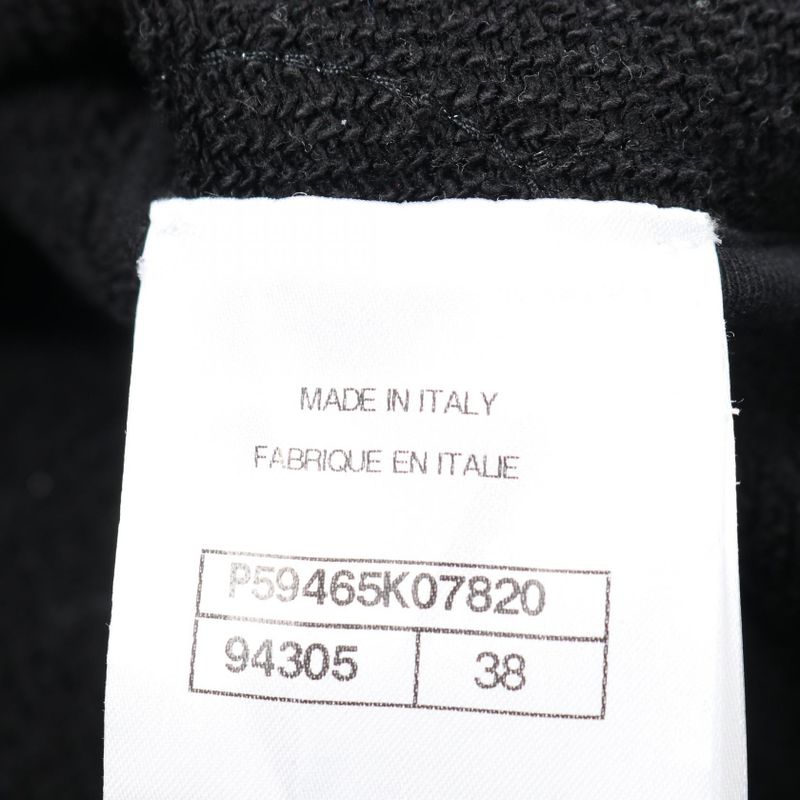 MADE IN ITALY
FABRIQUE EN ITALIE
P59465K07820
94305 38